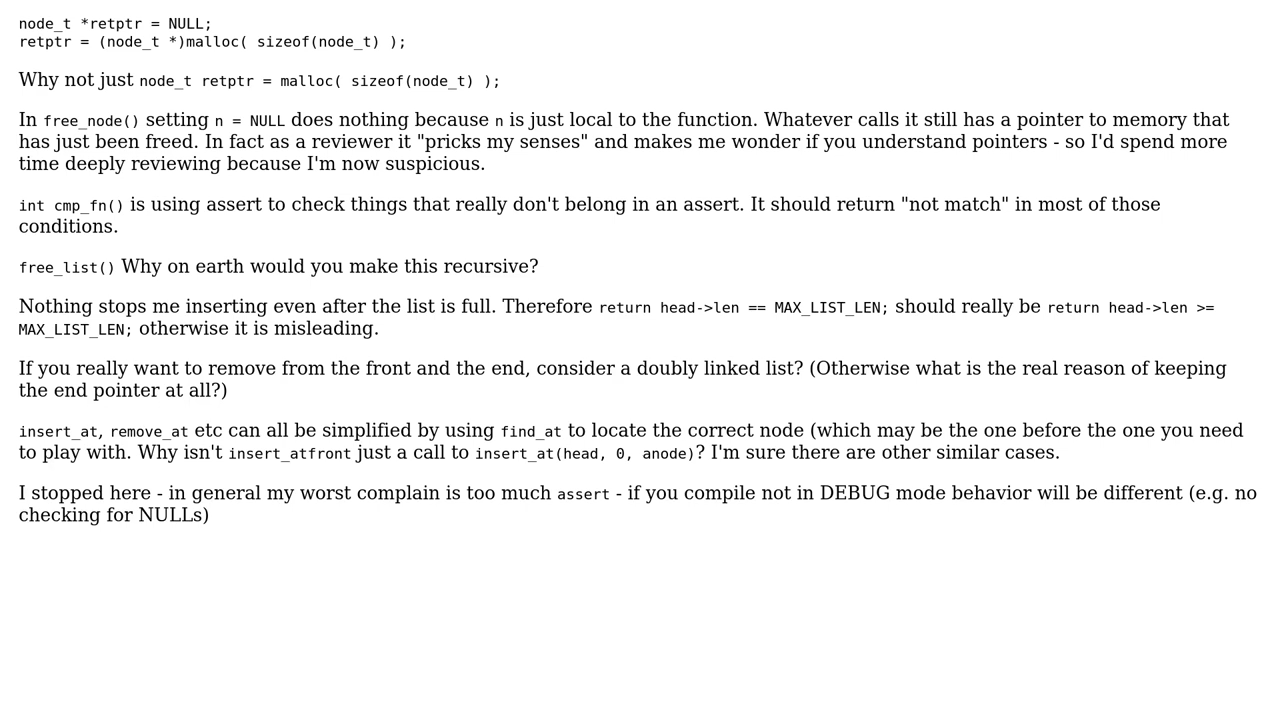 node_t *retptr = NULL;
retptr = (node_t *)malloc( sizeof(node_t) );
Why not just node_t retptr = malloc( sizeof(node_t) );
In free_node() setting n = NULL does nothing because n is just local to the function. Whatever calls it still has a pointer to memory that
has just been freed. In fact as a reviewer it "pricks my senses" and makes me wonder if you understand pointers - so I'd spend more
time deeply reviewing because I'm now suspicious.
int cmp_fn() is using assert to check things that really don't belong in an assert. It should return "not match" in most of those
conditions.
free_list() Why on earth would you make this recursive?
Nothing stops me inserting even after the list is full. Therefore return head->len == MAX_LIST_LEN; should really be return head->len >=
MAX_LIST_LEN; otherwise it is misleading.
If you really want to remove from the front and the end, consider a doubly linked list? (Otherwise what is the real reason of keeping
the end pointer at all?)
insert_at, remove_at etc can all be simplified by using find_at to locate the correct node (which may be the one before the one you need
to play with. Why isn't insert_atfront just a call to insert_at(head, 0, anode)? I'm sure there are other similar cases.
I stopped here - in general my worst complain is too much assert - if you compile not in DEBUG mode behavior will be different (e.g. no
checking for NULLs)